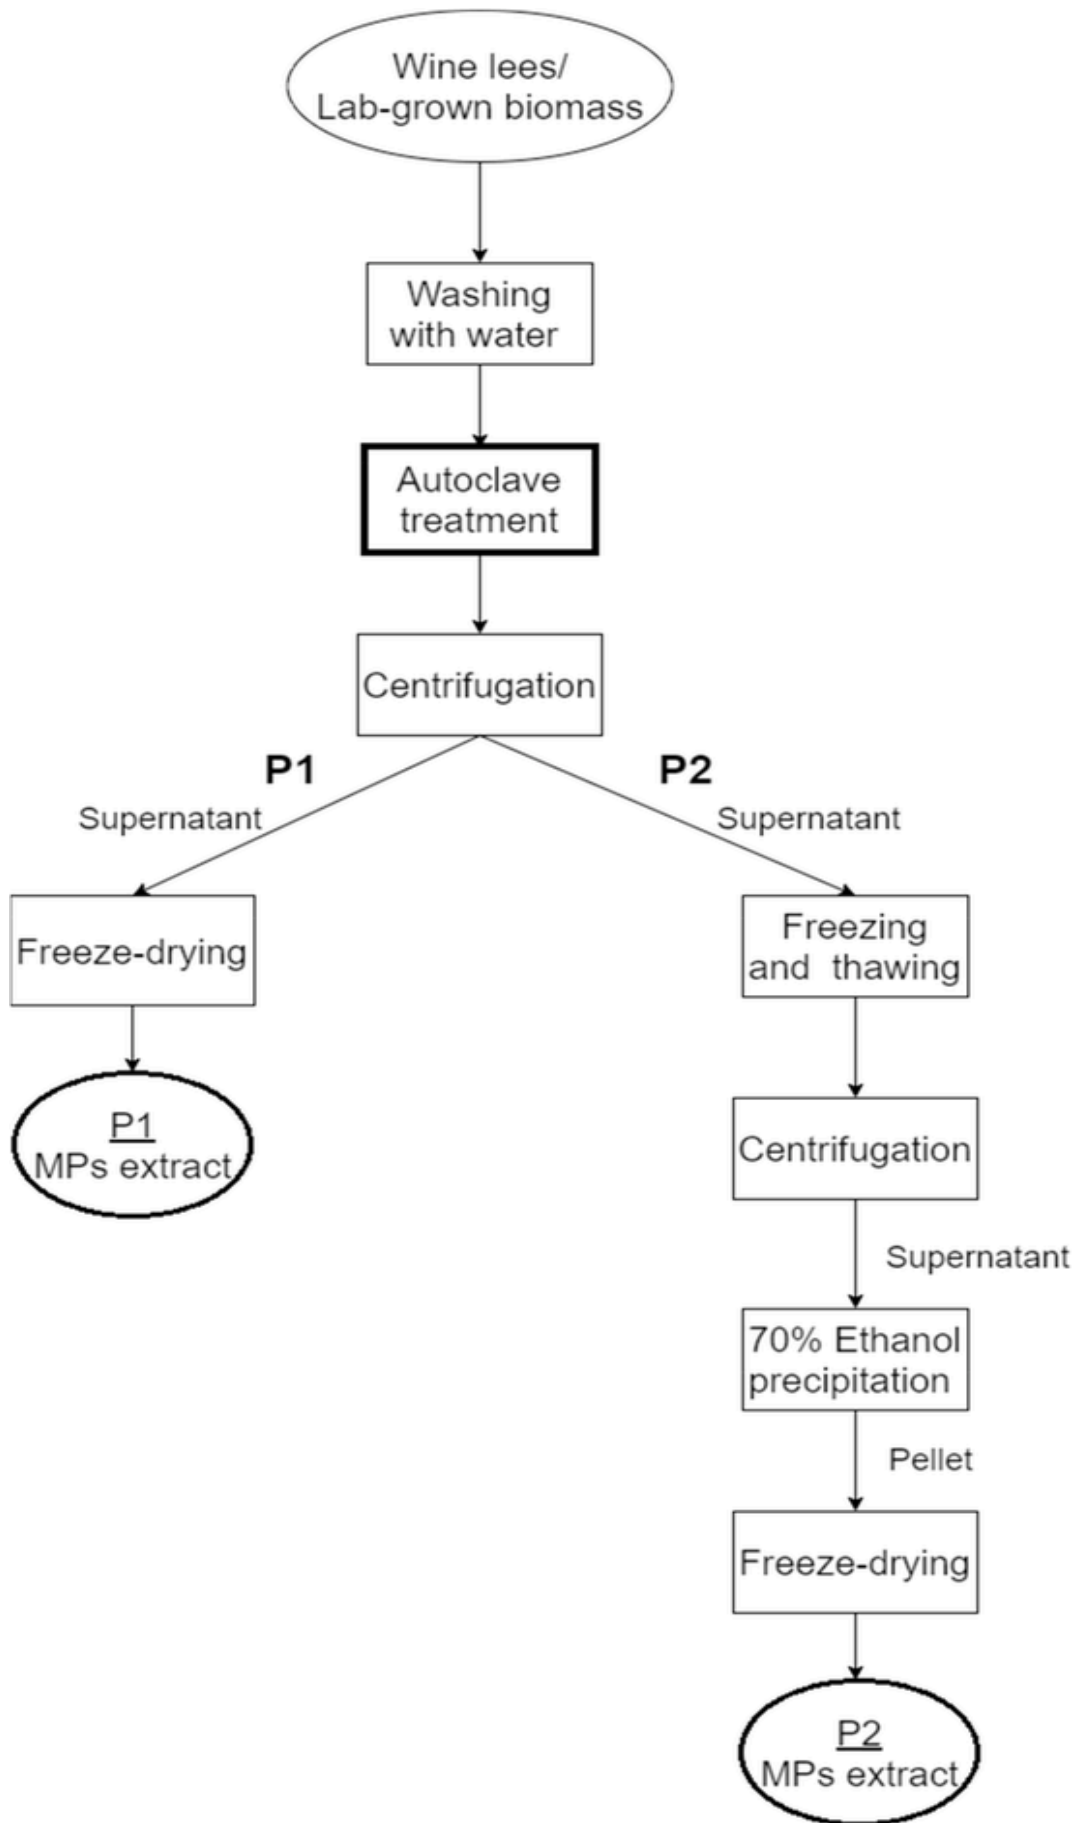 Wine lees/
Lab-grown biomass
Washing
with water
Autoclave
treatment
Centrifugation
P1
P2
Supernatant
Supernatant
Freeze-drying
Freezing
and thawing
P1
MPs extract
Centrifugation
Supernatant
70% Ethanol
precipitation
Pellet
Freeze-drying
P2
MPs extract